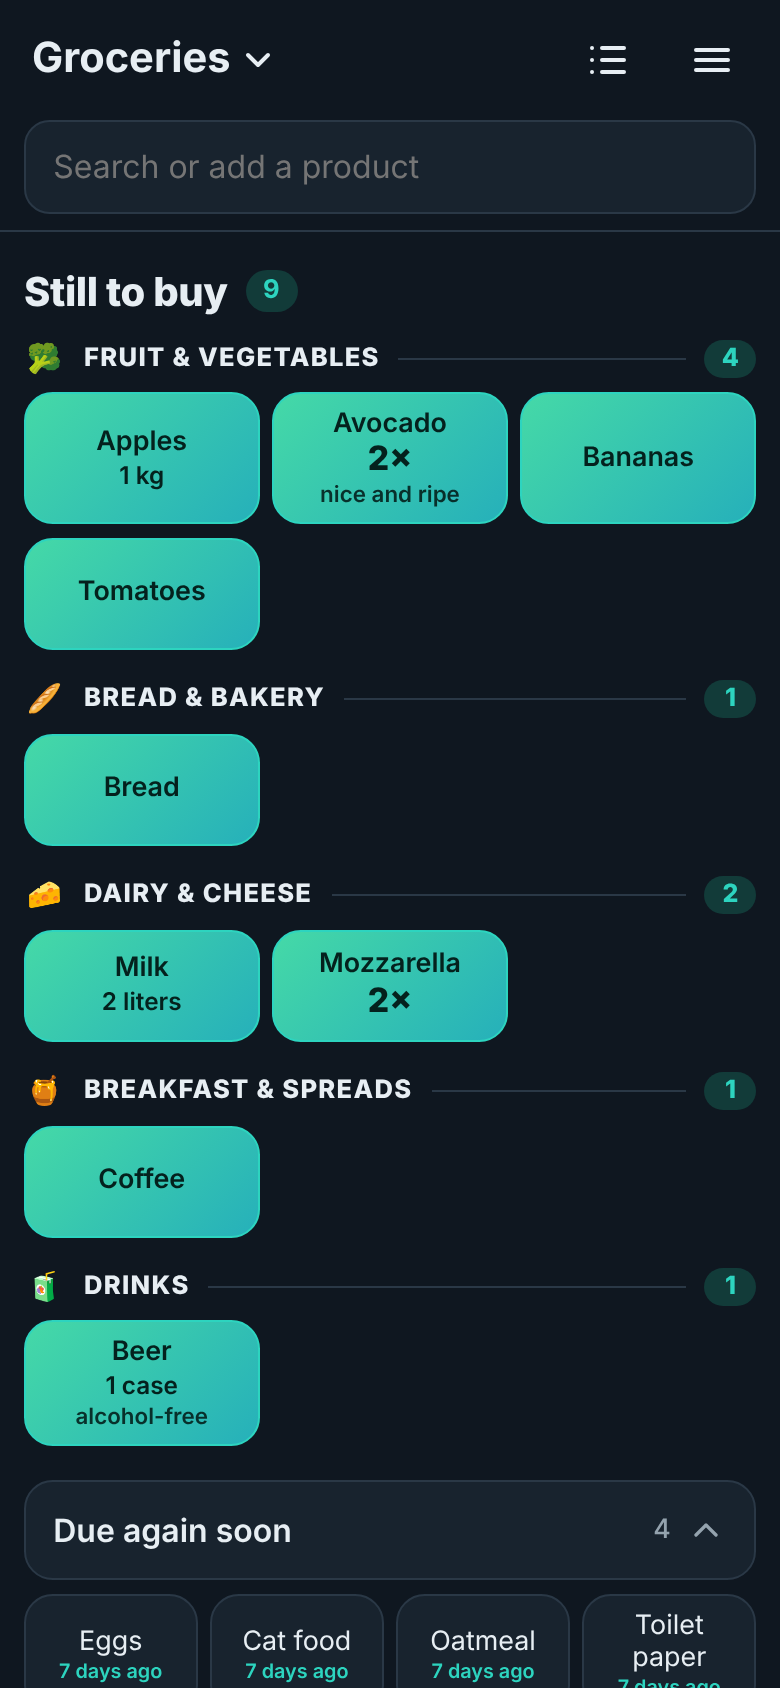 Groceries
Search or add a product
Still to buy 9
FRUIT & VEGETABLES 4
Apples
1 kg
Avocado
2×
nice and ripe
Bananas
Tomatoes
BREAD & BAKERY 1
Bread
DAIRY & CHEESE 2
Milk
2 liters
Mozzarella
2×
BREAKFAST & SPREADS 1
Coffee
DRINKS 1
Beer
1 case
alcohol-free
Due again soon 4
Eggs
7 days ago
Cat food
7 days ago
Oatmeal
7 days ago
Toilet
paper
7 days ago